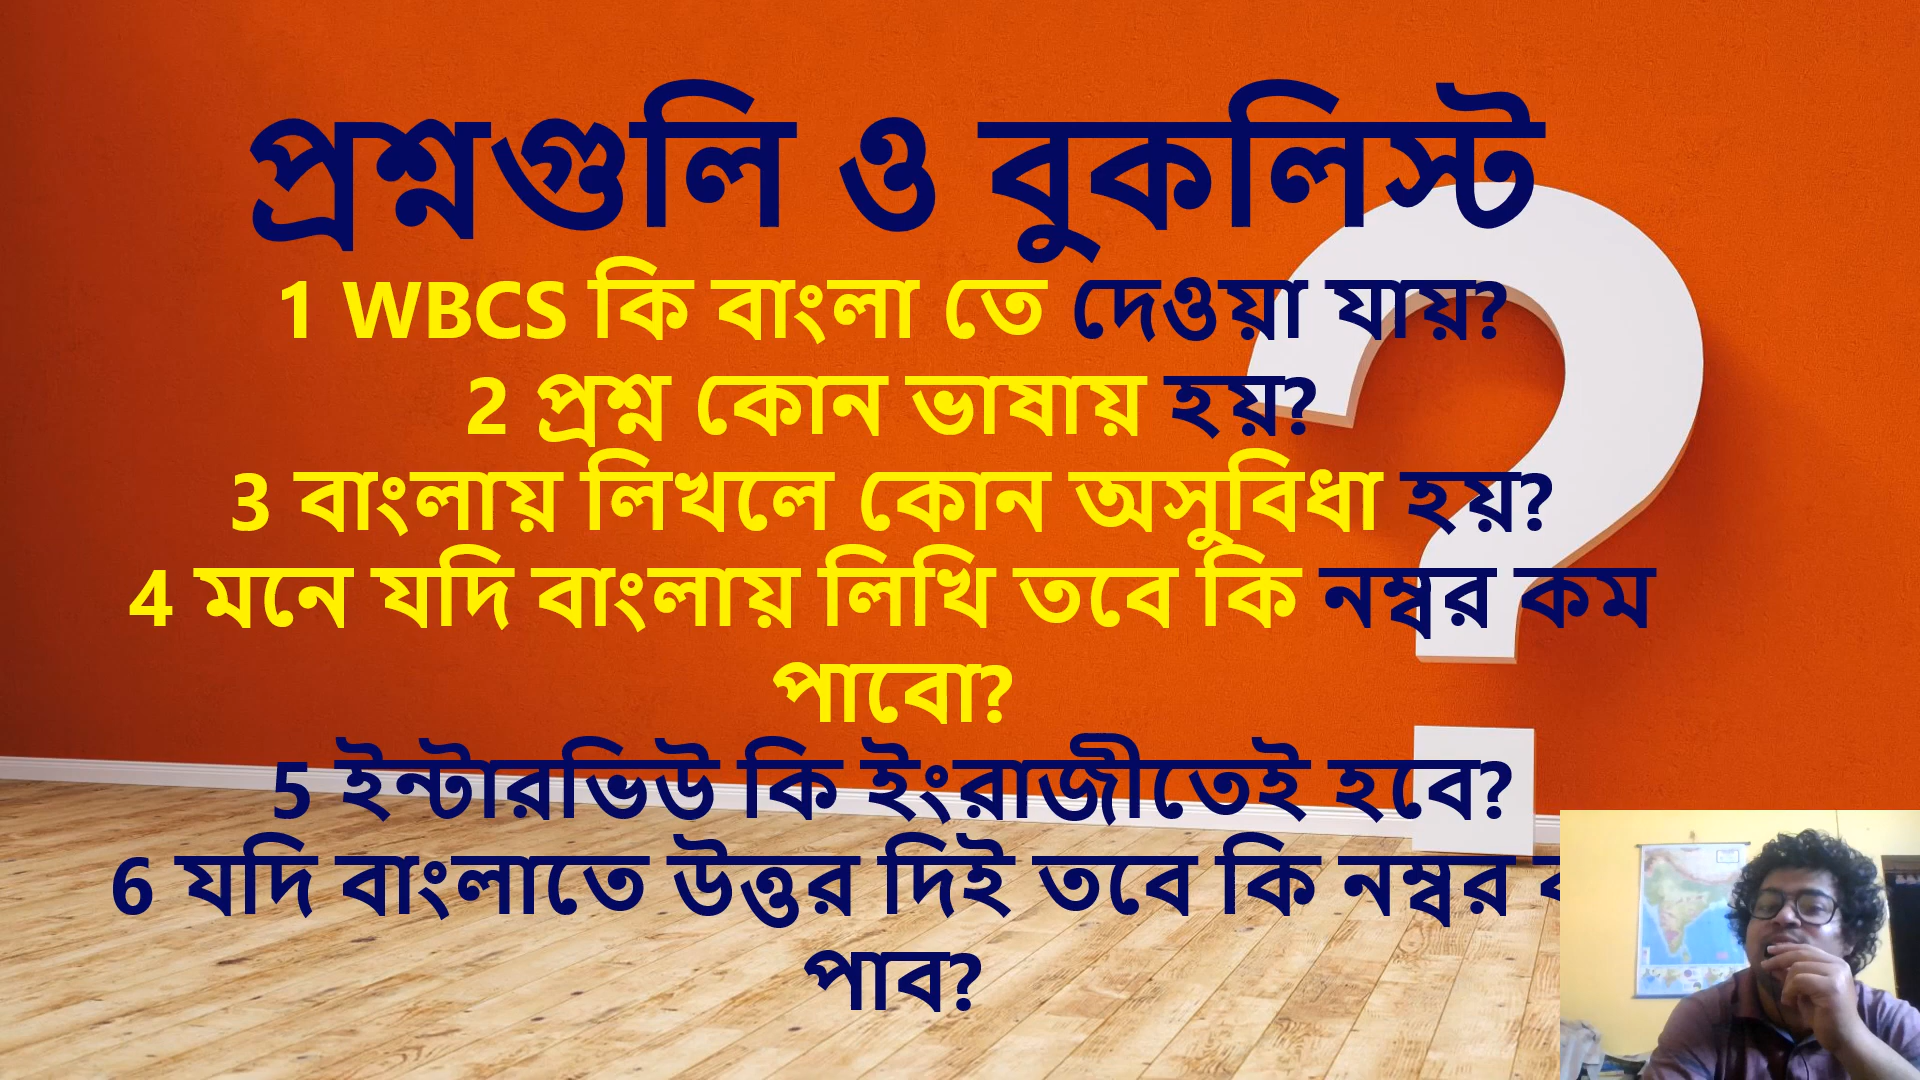 প্রশ্নগুলি ও বুকলিস্ট
1 WBCS কি বাংলা তে দেওয়া যায়?
2 প্রশ্ন কোন ভাষায় হয়?
3 বাংলায় লিখলে কোন অসুবিধা হয়?
4 মনে যদি বাংলায় লিখি তবে কি নম্বর কম
পাবো?
5 ইন্টারভিউ কি ইংরাজীতেই হবে?
6 যদি বাংলাতে উত্তর দিই তবে কি নম্বর
পাব?